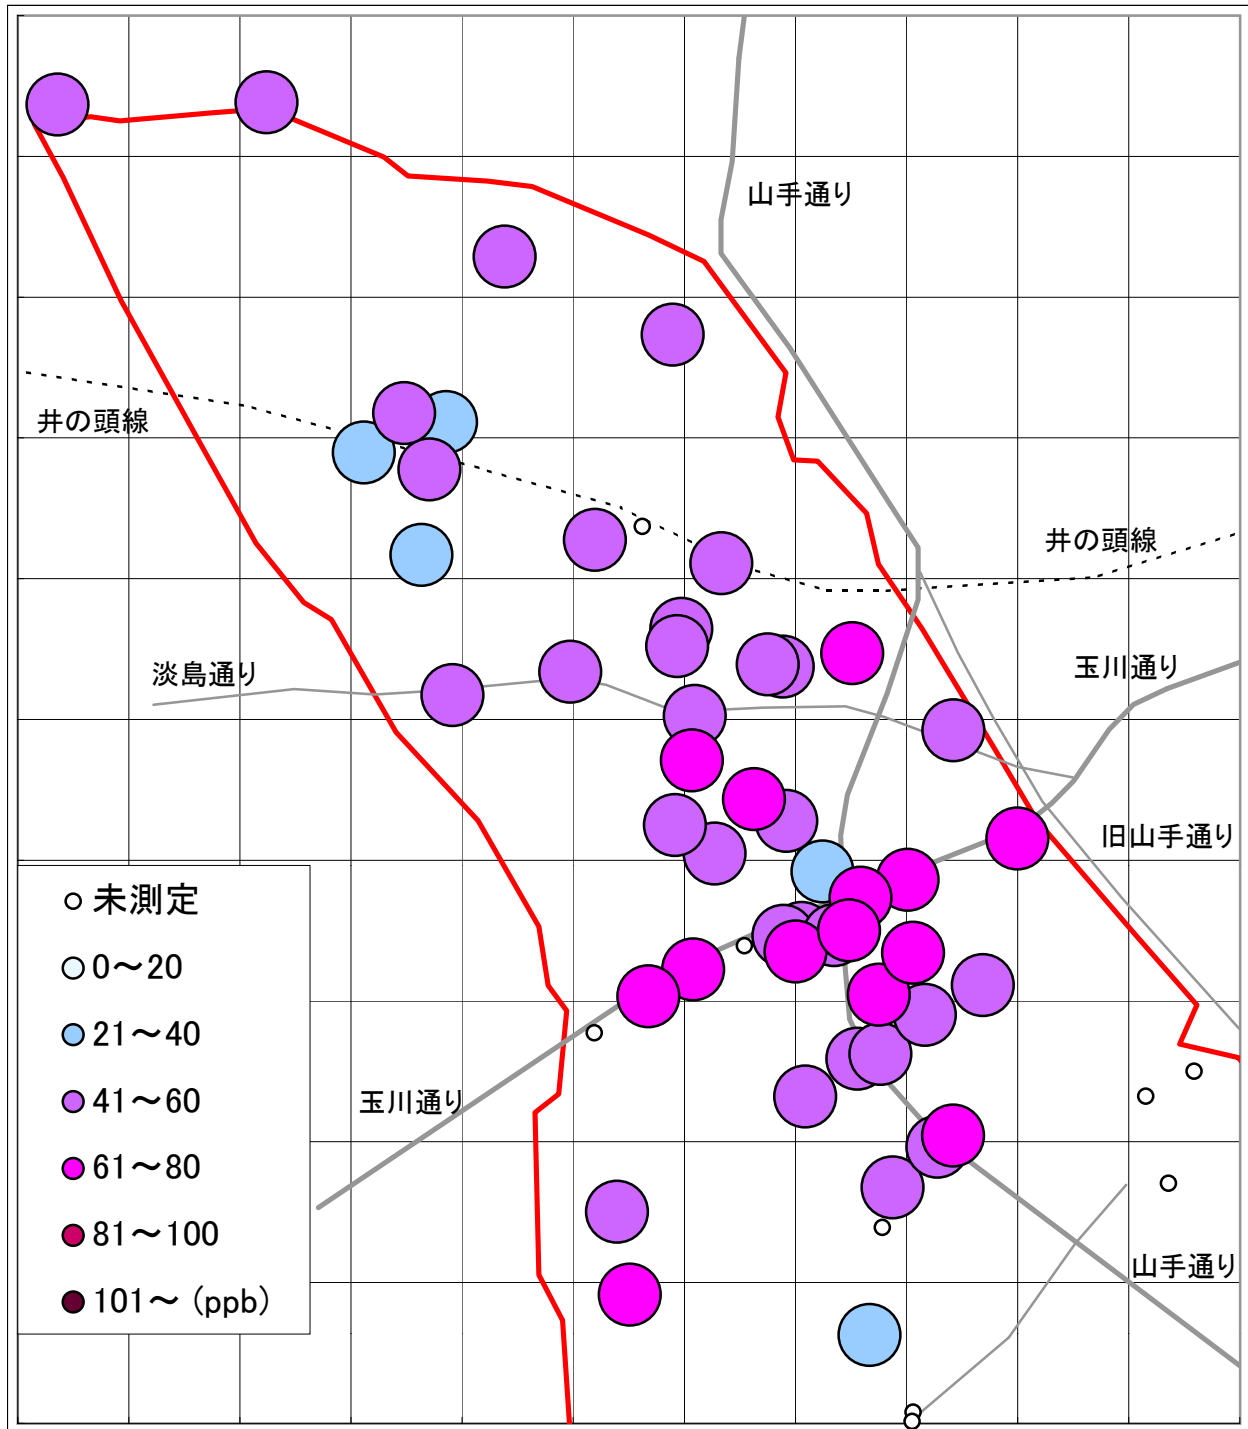 山手通り
井の頭線
井の頭線
淡島通り
玉川通り
旧山手通り
未測定
0～20
21～40
41～60
61～80
81～100
101～ (ppb)
玉川通り
山手通り